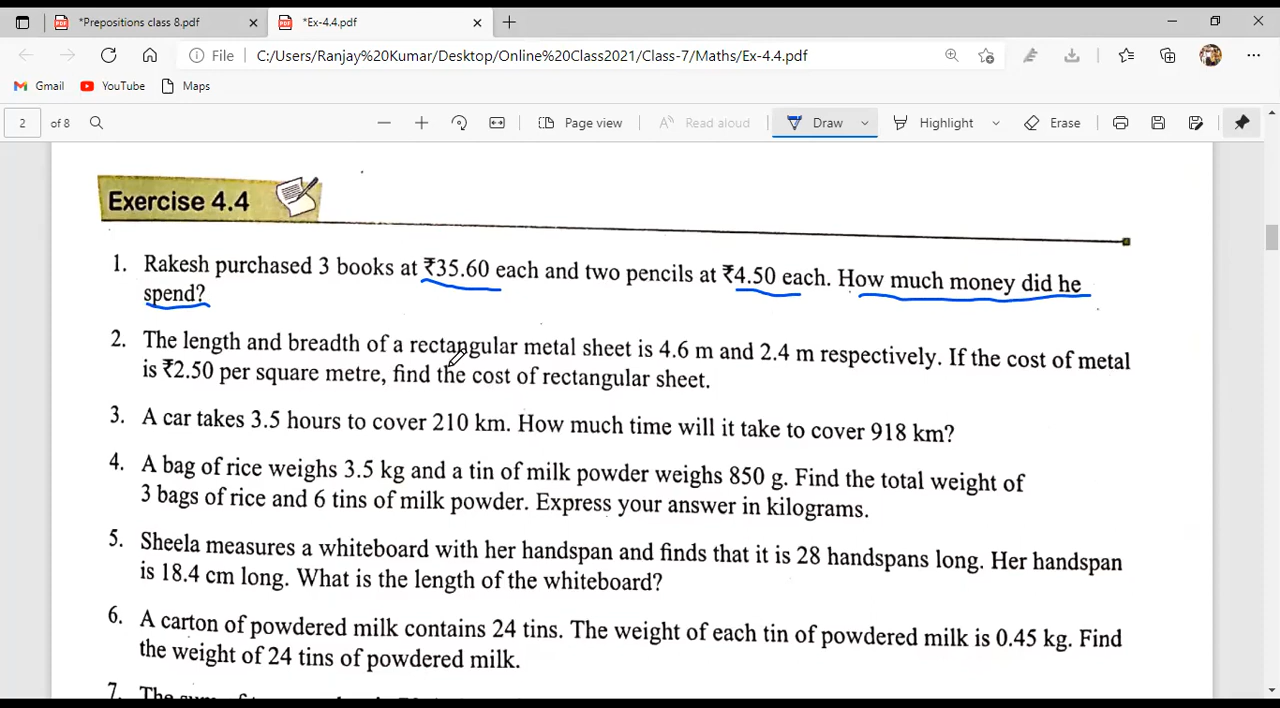 *Prepositions class 8.pdf
*Ex-4.4.pdf
File C:/Users/Ranjay%20Kumar/Desktop/Online%20Class2021/Class-7/Maths/Ex-4.4.pdf
Gmail YouTube Maps
2 of 8 Page view Read aloud Draw Highlight Erase
Exercise 4.4
1. Rakesh purchased 3 books at ₹35.60 each and two pencils at ₹4.50 each. How much money did he
spend?
2. The length and breadth of a rectangular metal sheet is 4.6 m and 2.4 m respectively. If the cost of metal
is ₹2.50 per square metre, find the cost of rectangular sheet.
3. A car takes 3.5 hours to cover 210 km. How much time will it take to cover 918 km?
4. A bag of rice weighs 3.5 kg and a tin of milk powder weighs 850 g. Find the total weight of
3 bags of rice and 6 tins of milk powder. Express your answer in kilograms.
5. Sheela measures a whiteboard with her handspan and finds that it is 28 handspans long. Her handspan
is 18.4 cm long. What is the length of the whiteboard?
6. A carton of powdered milk contains 24 tins. The weight of each tin of powdered milk is 0.45 kg. Find
the weight of 24 tins of powdered milk.
7. The